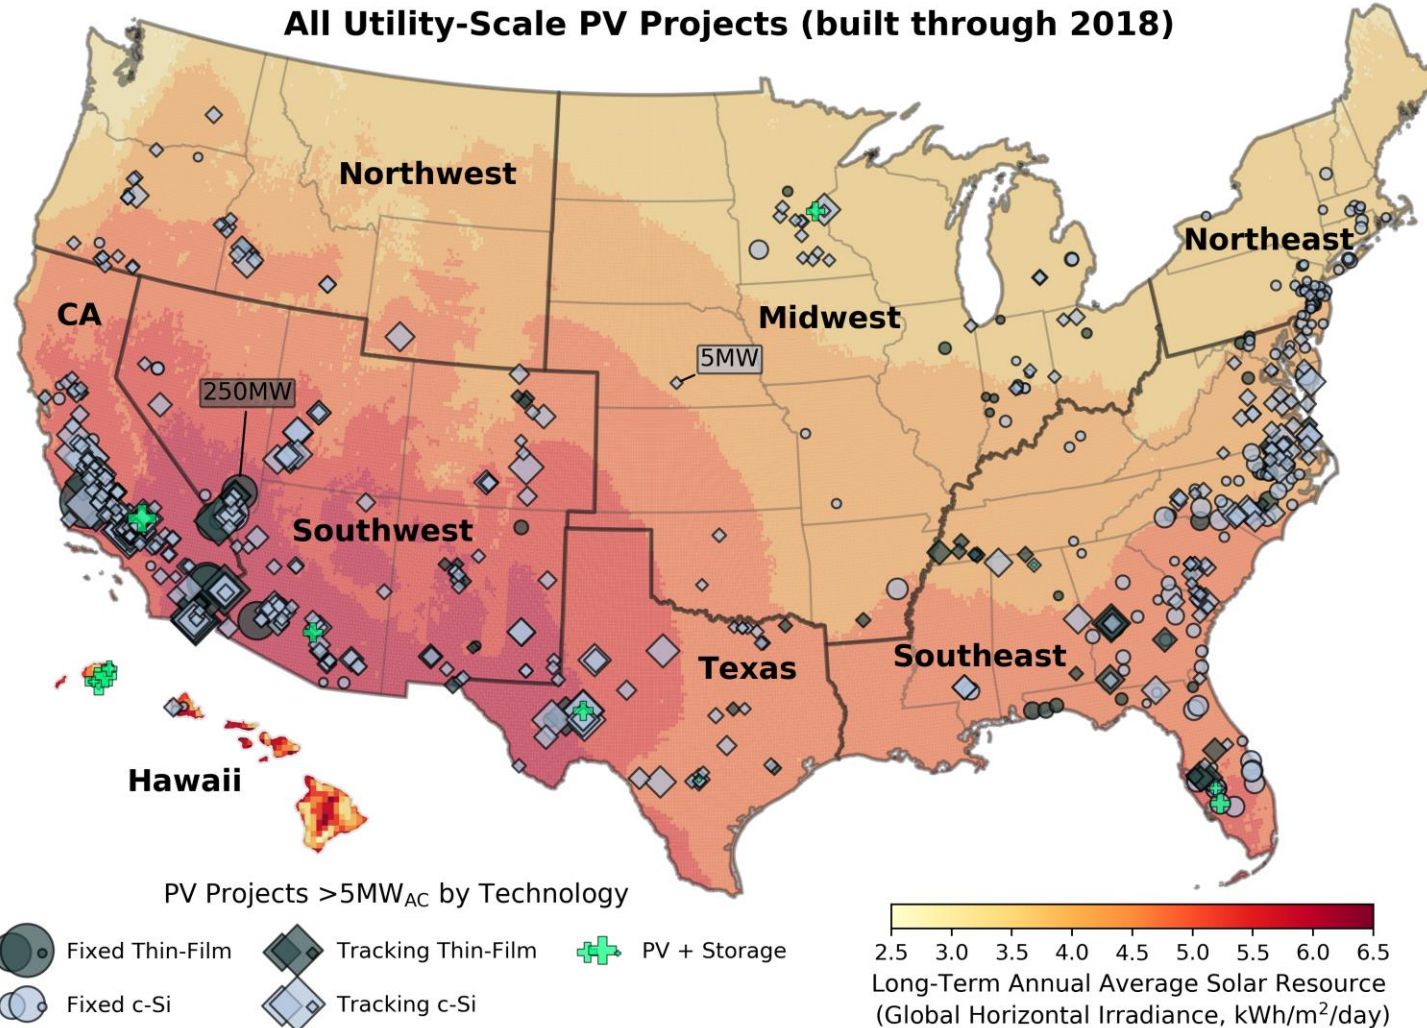 All Utility-Scale PV Projects (built through 2018)
Northwest
Northeast
CA
Midwest
5MW
250MW
Southwest
Southeast
Texas
Hawaii
PV Projects >5MW_AC by Technology
Fixed Thin-Film
Tracking Thin-Film
PV + Storage
Fixed c-Si
Tracking c-Si
2.5 3.0 3.5 4.0 4.5 5.0 5.5 6.0 6.5
Long-Term Annual Average Solar Resource
(Global Horizontal Irradiance, kWh/m²/day)